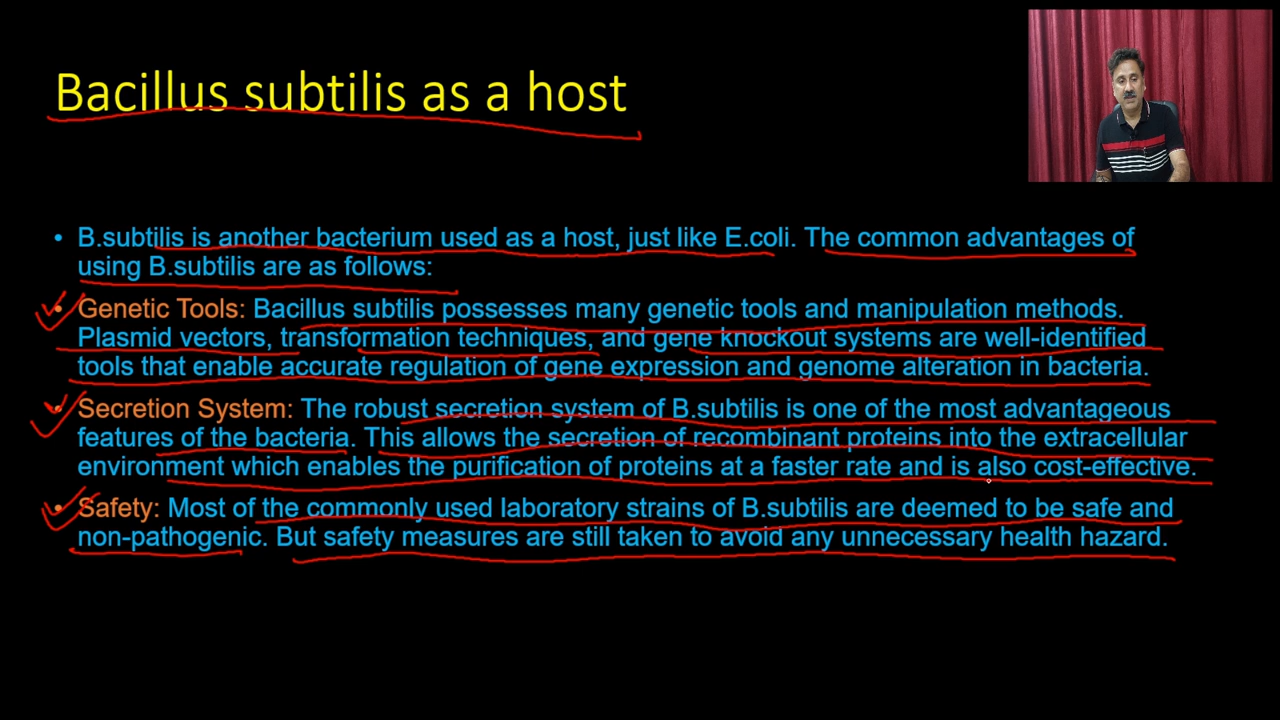 Bacillus subtilis as a host
• B.subtilis is another bacterium used as a host, just like E.coli. The common advantages of
using B.subtilis are as follows:
• Genetic Tools: Bacillus subtilis possesses many genetic tools and manipulation methods.
Plasmid vectors, transformation techniques, and gene knockout systems are well-identified
tools that enable accurate regulation of gene expression and genome alteration in bacteria.
• Secretion System: The robust secretion system of B.subtilis is one of the most advantageous
features of the bacteria. This allows the secretion of recombinant proteins into the extracellular
environment which enables the purification of proteins at a faster rate and is also cost-effective.
• Safety: Most of the commonly used laboratory strains of B.subtilis are deemed to be safe and
non-pathogenic. But safety measures are still taken to avoid any unnecessary health hazard.